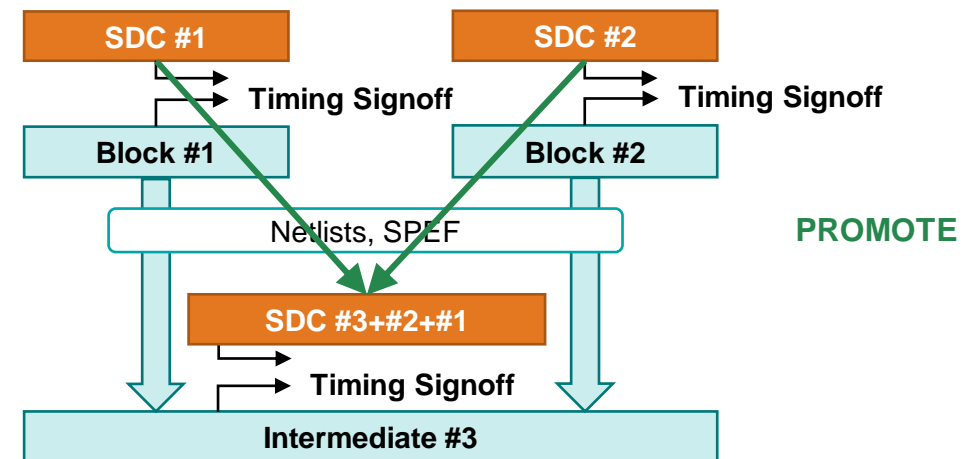 SDC #1
SDC #2
Timing Signoff
Timing Signoff
Block #1
Block #2
Netlists, SPEF
PROMOTE
SDC #3+#2+#1
Timing Signoff
Intermediate #3